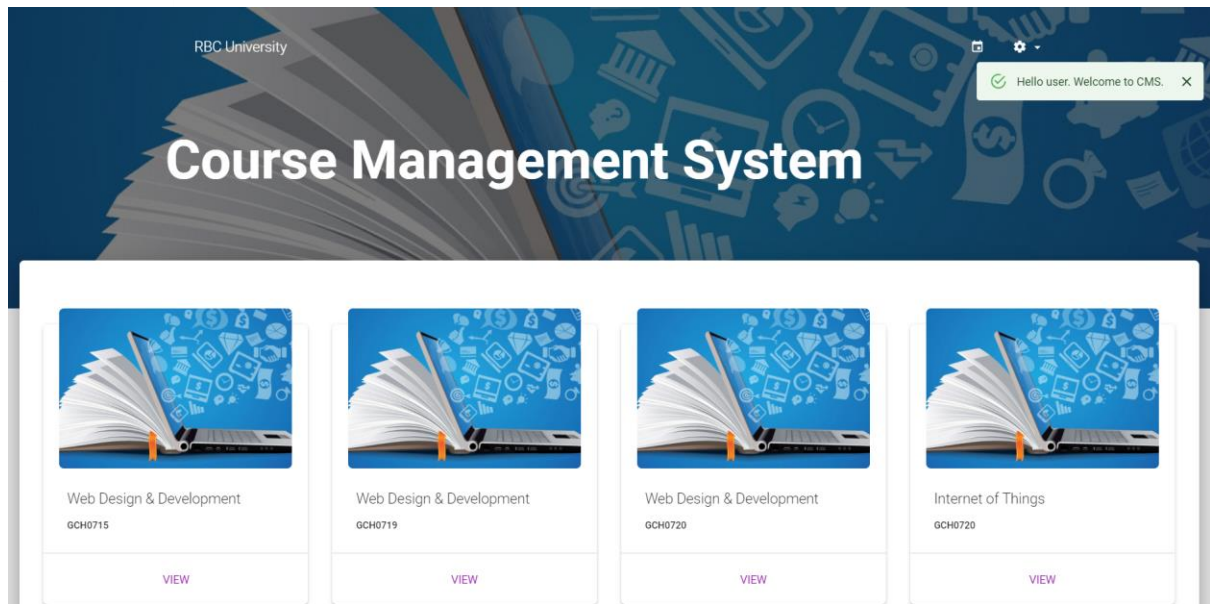 RBC University
Hello user. Welcome to CMS.
Course Management System
Web Design & Development
GCH0715
VIEW
Web Design & Development
GCH0719
VIEW
Web Design & Development
GCH0720
VIEW
Internet of Things
GCH0720
VIEW